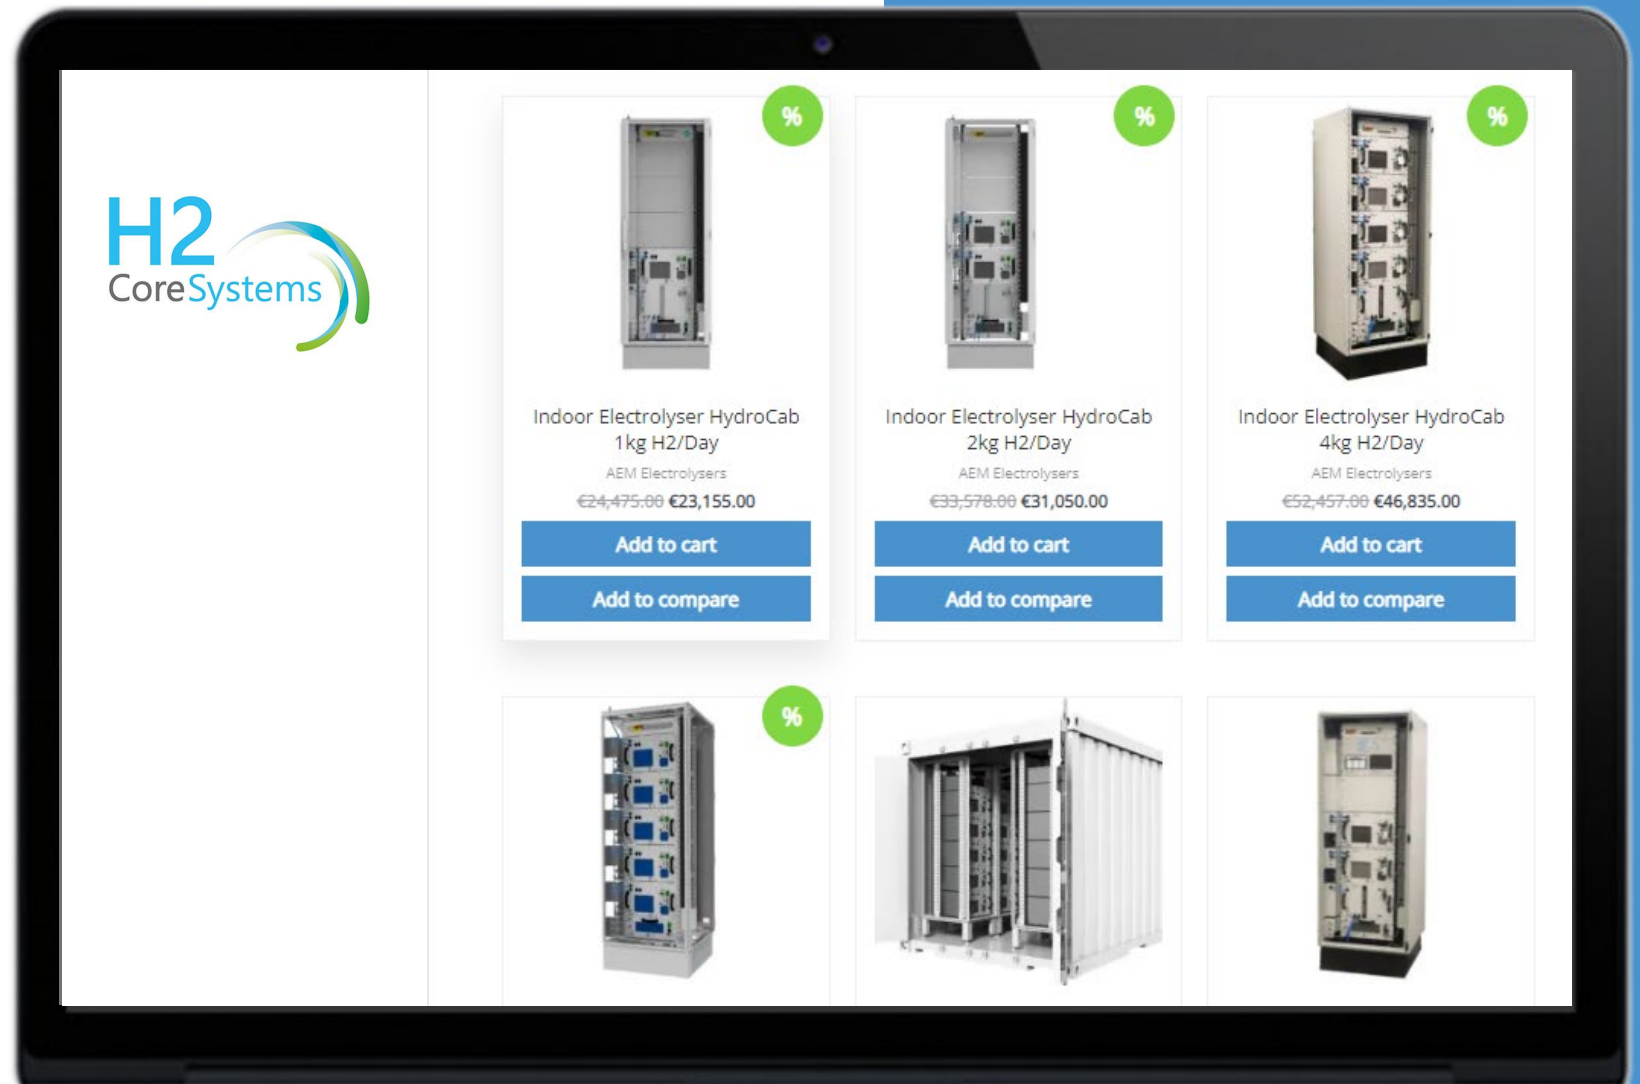 H2
CoreSystems
%
%
%
Indoor Electrolyser HydroCab
1kg H2/Day
AEM Electrolysers
€24,475.00 €23,155.00
Add to cart
Add to compare
Indoor Electrolyser HydroCab
2kg H2/Day
AEM Electrolysers
€33,578.00 €31,050.00
Add to cart
Add to compare
Indoor Electrolyser HydroCab
4kg H2/Day
AEM Electrolysers
€52,457.00 €46,835.00
Add to cart
Add to compare
%